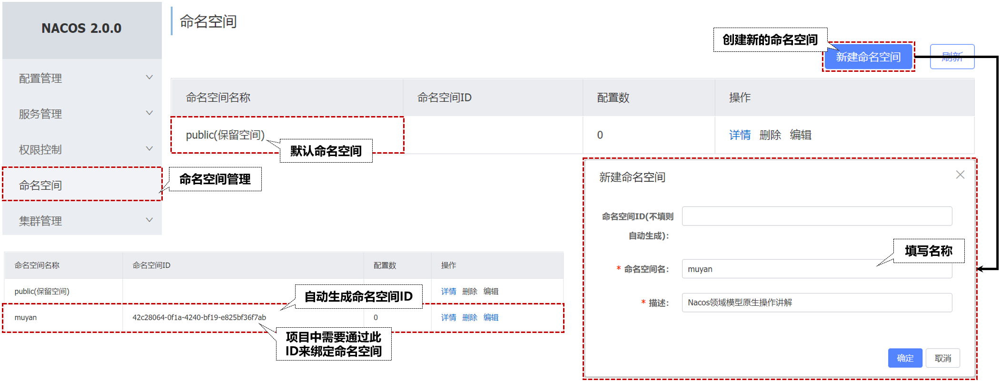 NACOS 2.0.0
配置管理
服务管理
权限控制
命名空间
集群管理
命名空间管理
命名空间
创建新的命名空间
新建命名空间
刷新
命名空间名称 命名空间ID 配置数 操作
public(保留空间) 0 详情 删除 编辑
默认命名空间
新建命名空间
命名空间ID(不填则
自动生成):
填写名称
* 命名空间名: muyan
* 描述: Nacos领域模型原生操作讲解
确定 取消
命名空间名称 命名空间ID 配置数 操作
public(保留空间) 0 详情 删除 编辑
自动生成命名空间ID
muyan 42c28064-0f1a-4240-bf19-e825bf36f7ab 0 详情 删除 编辑
项目中需要通过此
ID来绑定命名空间